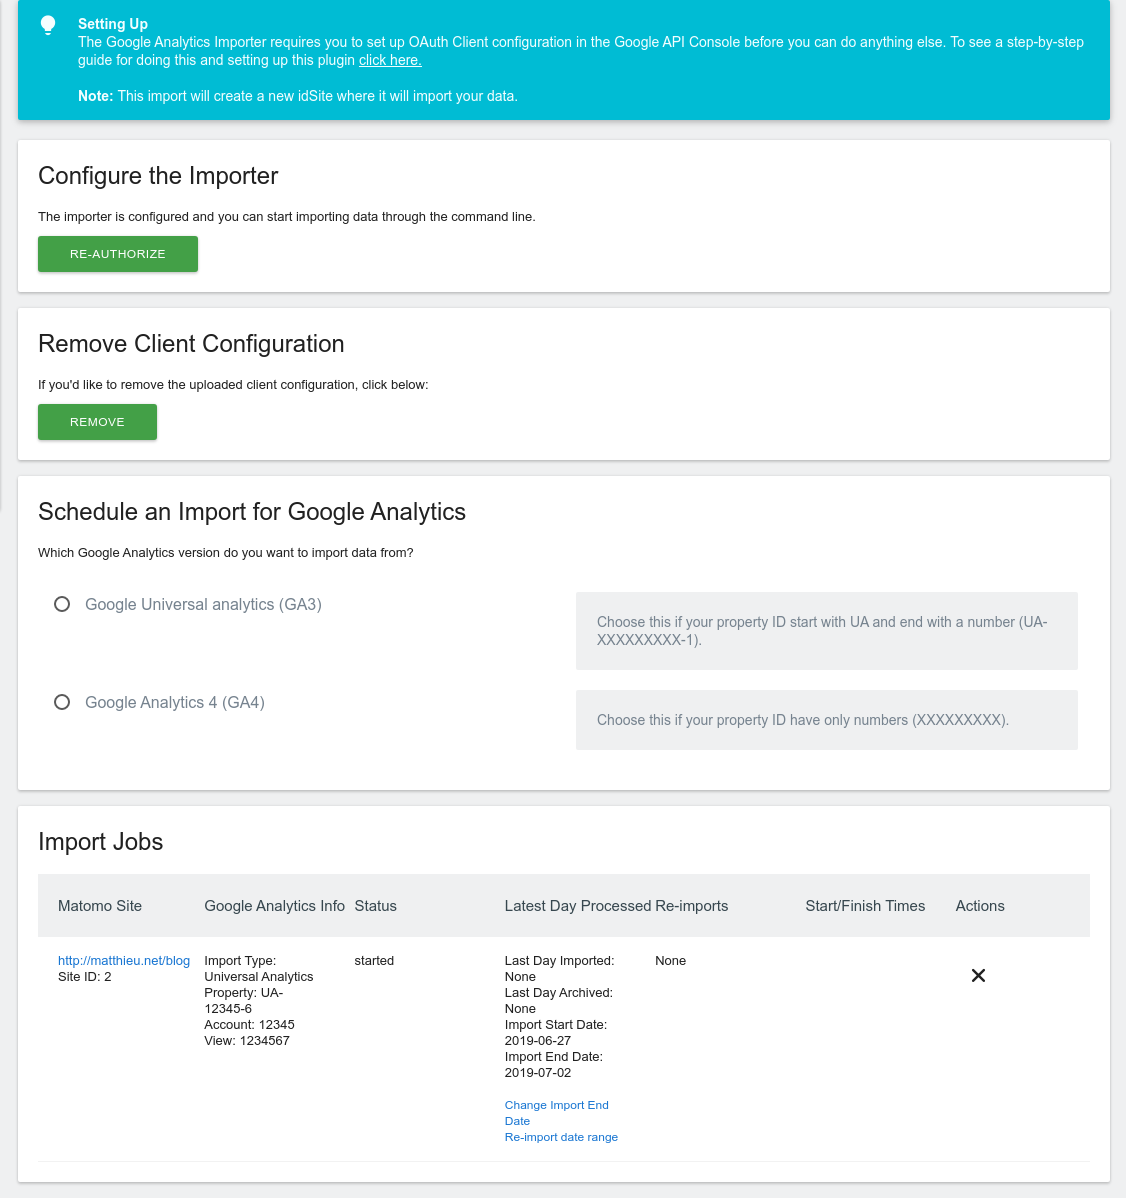 Setting Up
The Google Analytics Importer requires you to set up OAuth Client configuration in the Google API Console before you can do anything else. To see a step-by-step
guide for doing this and setting up this plugin click here.
Note: This import will create a new idSite where it will import your data.
Configure the Importer
The importer is configured and you can start importing data through the command line.
RE-AUTHORIZE
Remove Client Configuration
If you'd like to remove the uploaded client configuration, click below:
REMOVE
Schedule an Import for Google Analytics
Which Google Analytics version do you want to import data from?
Google Universal analytics (GA3)
Choose this if your property ID start with UA and end with a number (UA-
XXXXXXXXX-1).
Google Analytics 4 (GA4)
Choose this if your property ID have only numbers (XXXXXXXXX).
Import Jobs
Matomo Site Google Analytics Info Status Latest Day Processed Re-imports Start/Finish Times Actions
http://matthieu.net/blog
Site ID: 2
Import Type:
Universal Analytics
Property: UA-
12345-6
Account: 12345
View: 1234567
started
Last Day Imported:
None
Last Day Archived:
None
Import Start Date:
2019-06-27
Import End Date:
2019-07-02
Change Import End
Date
Re-import date range
None